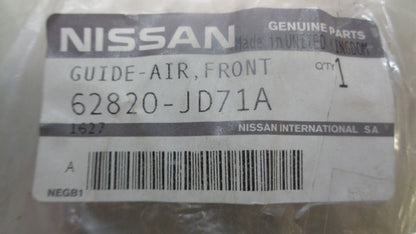 NISSAN GENUINE PARTS
Made in UNITED KINGDOM
GUIDE-AIR, FRONT QTY 1
62820-JD71A
1627 NISSAN INTERNATIONAL SA
A
NEGB1